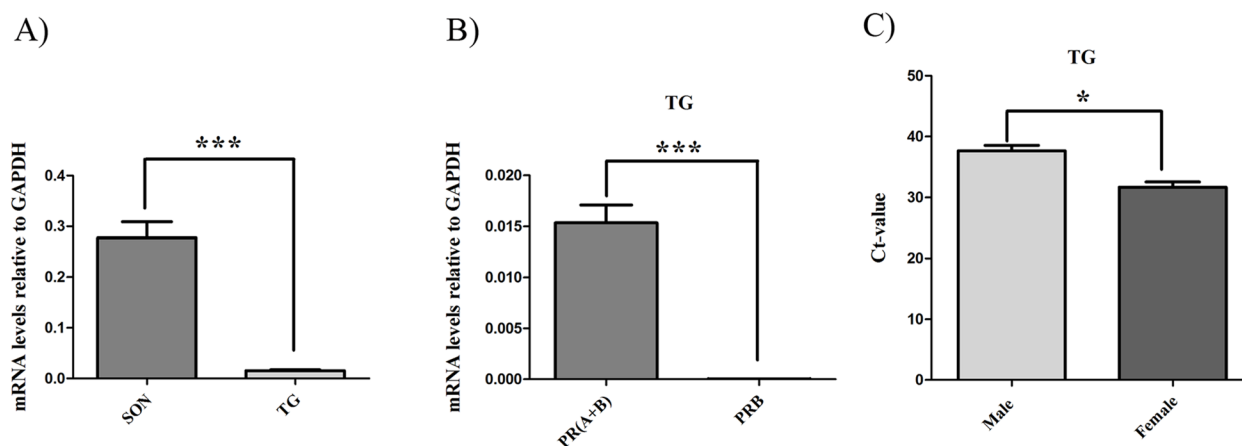 A)
***
mRNA levels relative to GAPDH
0.4
0.3
0.2
0.1
0.0
SON
TG
B)
TG
***
mRNA levels relative to GAPDH
0.020
0.015
0.010
0.005
0.000
PR(A+B)
PRB
C)
TG
*
Ct-value
50
40
30
20
10
0
Male
Female